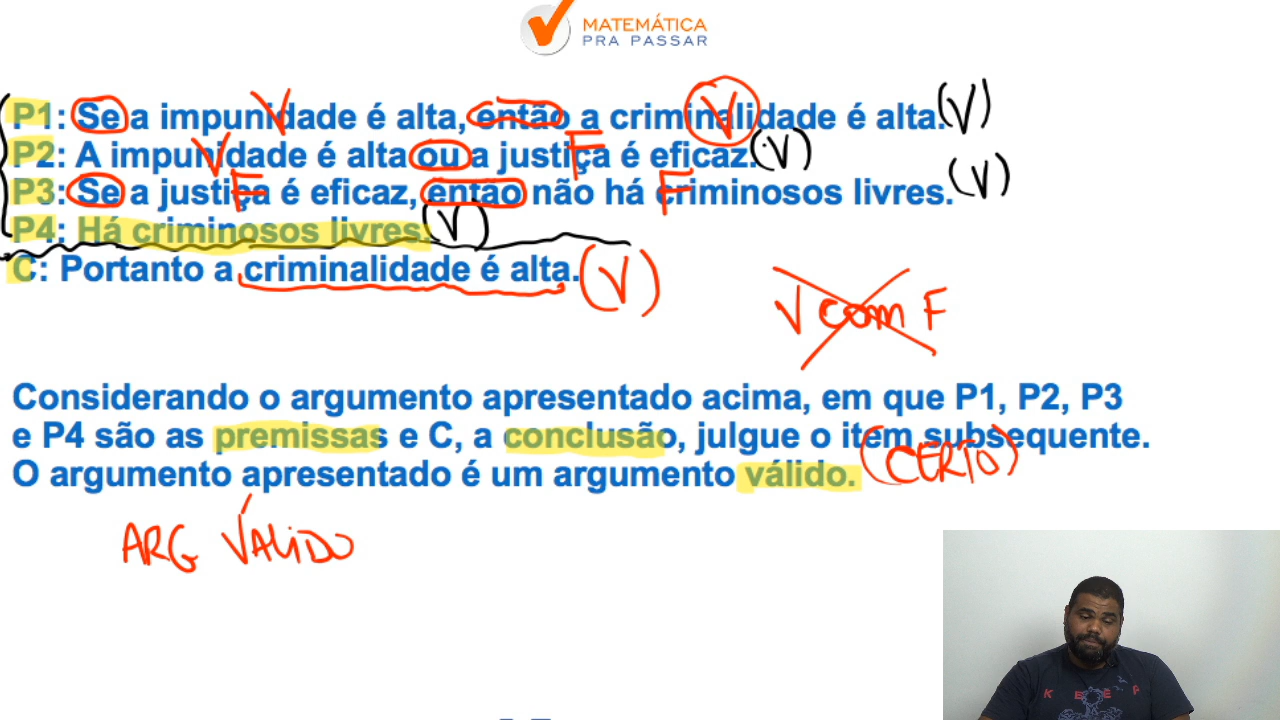 MATEMÁTICA
PRA PASSAR
P1: Se a impunidade é alta, então a criminalidade é alta. (V)
V V
P2: A impunidade é alta ou a justiça é eficaz. (V)
V F
P3: Se a justiça é eficaz, então não há criminosos livres. (V)
F F
P4: Há criminosos livres. (V)
C: Portanto a criminalidade é alta. (V)
V com F
Considerando o argumento apresentado acima, em que P1, P2, P3
e P4 são as premissas e C, a conclusão, julgue o item subsequente.
O argumento apresentado é um argumento válido. (CERTO)
ARG VÁLIDO
KEEP